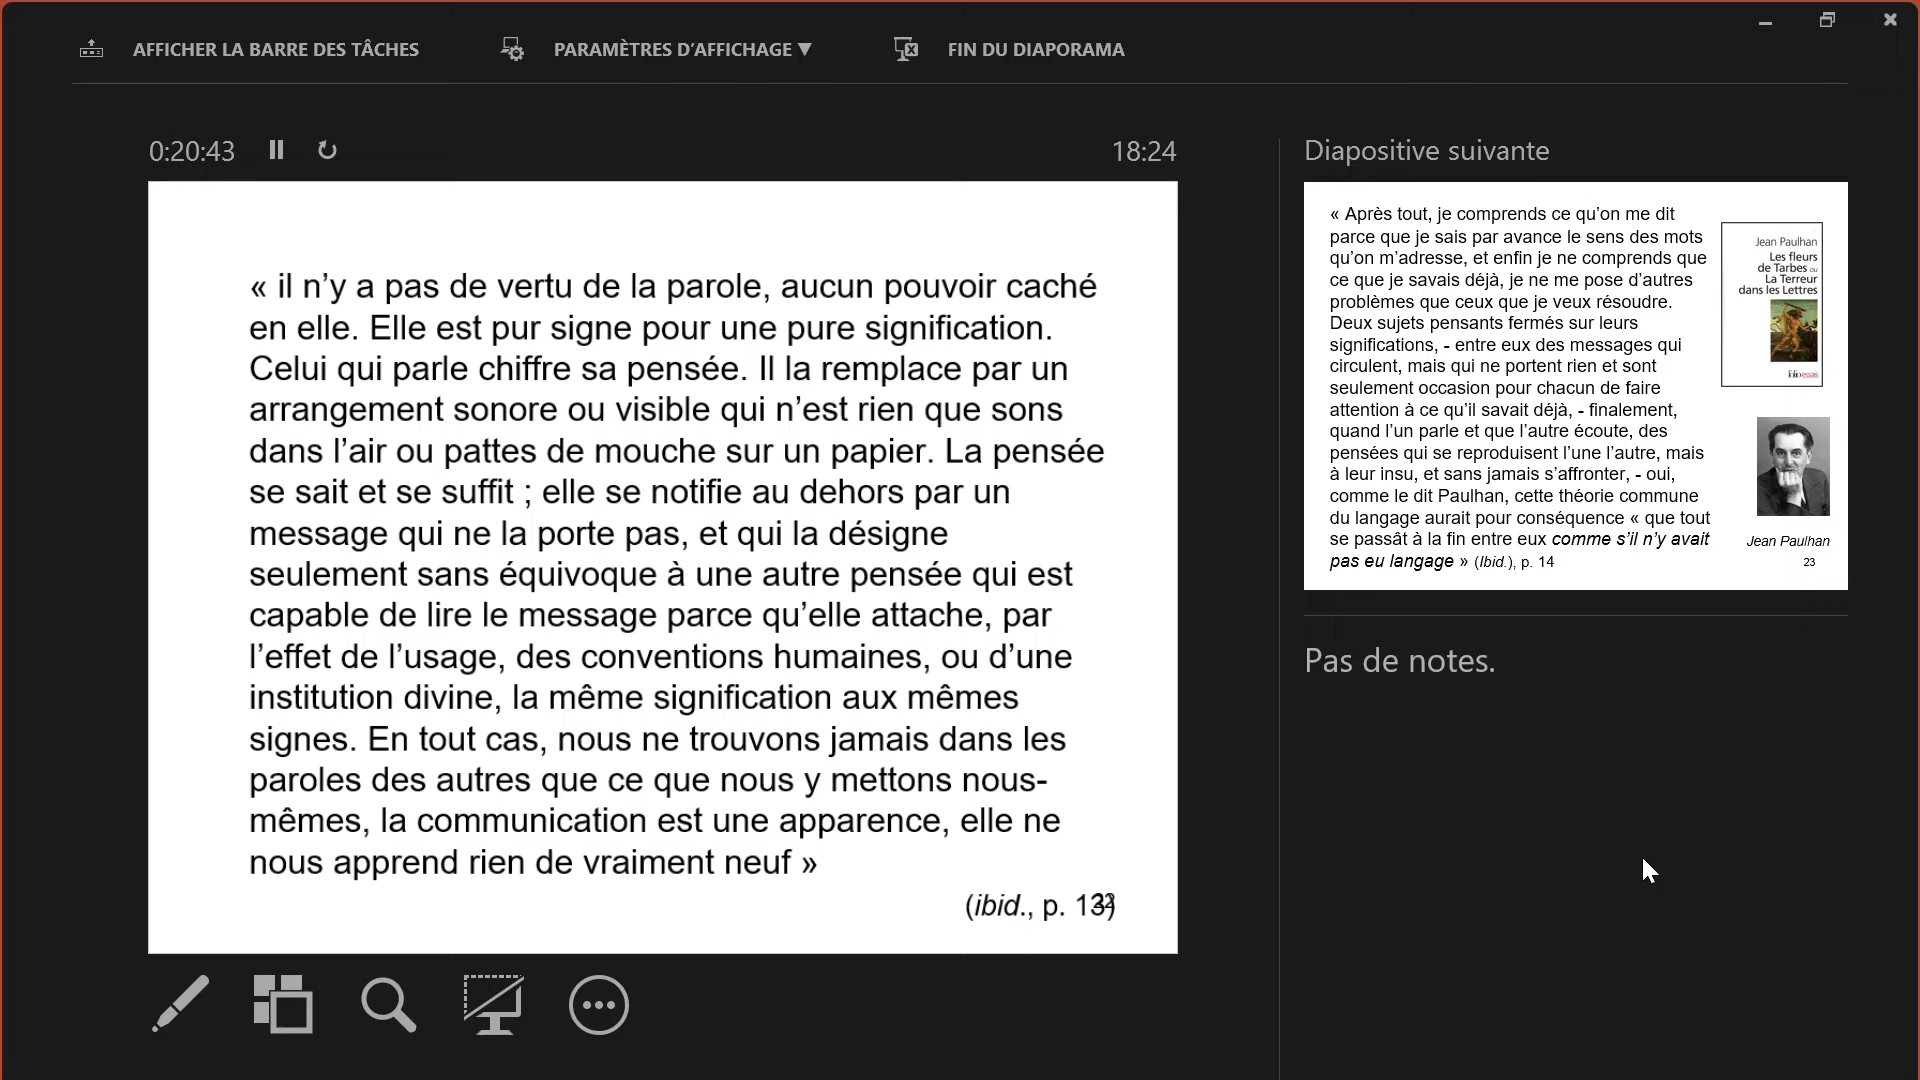 AFFICHER LA BARRE DES TÂCHES
PARAMÈTRES D'AFFICHAGE ▼
FIN DU DIAPORAMA
0:20:43
18:24
« il n’y a pas de vertu de la parole, aucun pouvoir caché
en elle. Elle est pur signe pour une pure signification.
Celui qui parle chiffre sa pensée. Il la remplace par un
arrangement sonore ou visible qui n’est rien que sons
dans l’air ou pattes de mouche sur un papier. La pensée
se sait et se suffit ; elle se notifie au dehors par un
message qui ne la porte pas, et qui la désigne
seulement sans équivoque à une autre pensée qui est
capable de lire le message parce qu’elle attache, par
l’effet de l’usage, des conventions humaines, ou d’une
institution divine, la même signification aux mêmes
signes. En tout cas, nous ne trouvons jamais dans les
paroles des autres que ce que nous y mettons nous-
mêmes, la communication est une apparence, elle ne
nous apprend rien de vraiment neuf »
(ibid., p. 13)
22
Diapositive suivante
« Après tout, je comprends ce qu’on me dit
parce que je sais par avance le sens des mots
qu’on m’adresse, et enfin je ne comprends que
ce que je savais déjà, je ne me pose d’autres
problèmes que ceux que je veux résoudre.
Deux sujets pensants fermés sur leurs
significations, - entre eux des messages qui
circulent, mais qui ne portent rien et sont
seulement occasion pour chacun de faire
attention à ce qu’il savait déjà, - finalement,
quand l’un parle et que l’autre écoute, des
pensées qui se reproduisent l’une l’autre, mais
à leur insu, et sans jamais s’affronter, - oui,
comme le dit Paulhan, cette théorie commune
du langage aurait pour conséquence « que tout
se passât à la fin entre eux comme s’il n’y avait
pas eu langage » (Ibid.), p. 14
Jean Paulhan
Les fleurs
de Tarbes ou
La Terreur
dans les Lettres
folio essais
Jean Paulhan
23
Pas de notes.